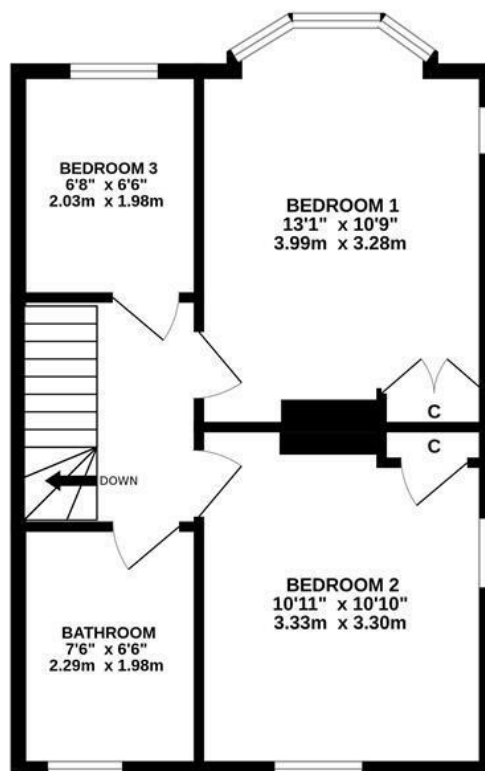 BEDROOM 3
6'8" x 6'6"
2.03m x 1.98m
BEDROOM 1
13'1" x 10'9"
3.99m x 3.28m
C
C
DOWN
BEDROOM 2
10'11" x 10'10"
3.33m x 3.30m
BATHROOM
7'6" x 6'6"
2.29m x 1.98m